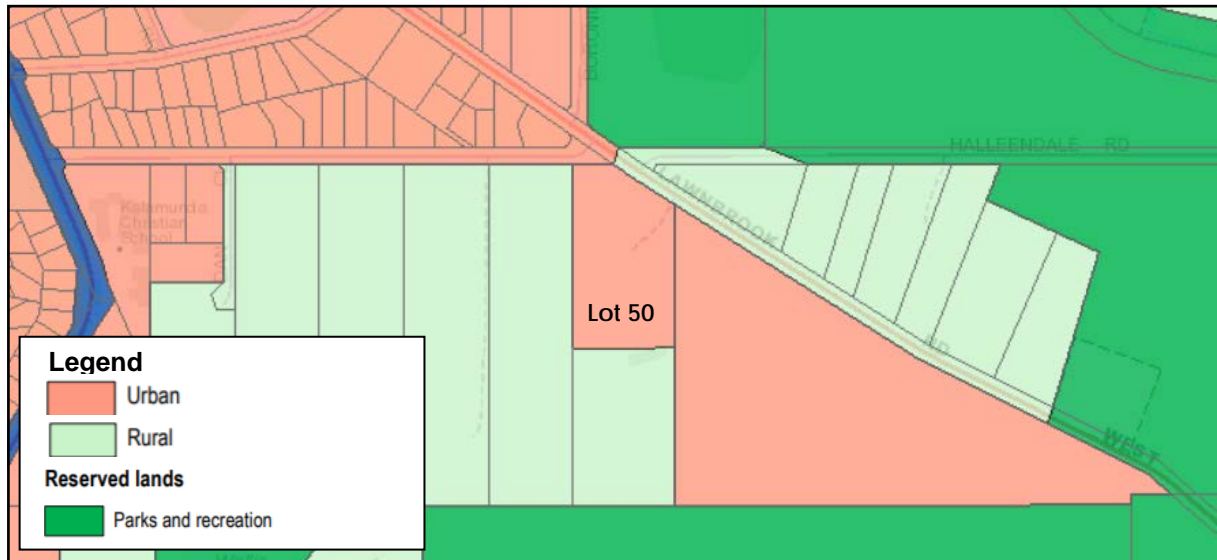 HALLEENDALE RD
LAWNBROOK
RD
WEST
Kalamunda
Christian
School
Lot 50
Legend
Urban
Rural
Reserved lands
Parks and recreation